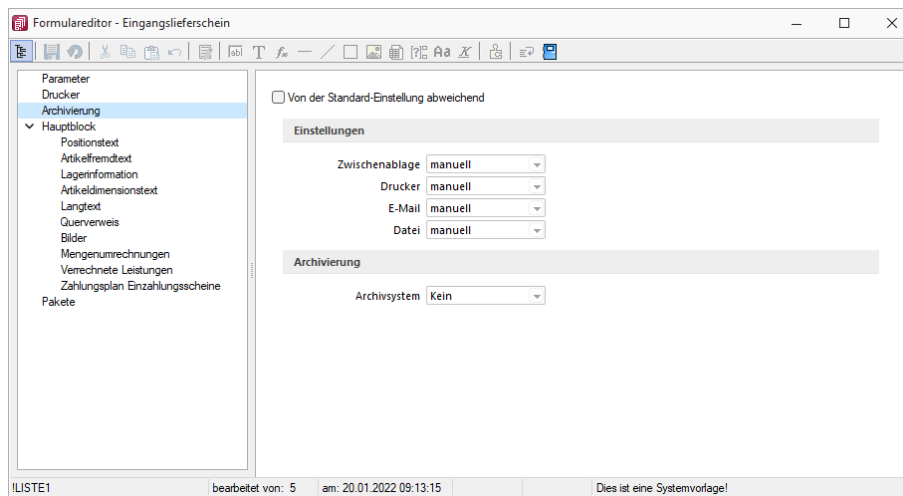 Formulareditor - Eingangslieferschein
Parameter
Drucker
Archivierung
Hauptblock
Positionstext
Artikelfremdtext
Lagerinformation
Artikeldimensionstext
Langtext
Querverweis
Bilder
Mengenumrechnungen
Verrechnete Leistungen
Zahlungsplan Einzahlungsscheine
Pakete
Von der Standard-Einstellung abweichend
Einstellungen
Zwischenablage manuell
Drucker manuell
E-Mail manuell
Datei manuell
Archivierung
Archivsystem Kein
!LISTE1 bearbeitet von: 5 am: 20.01.2022 09:13:15 Dies ist eine Systemvorlage!